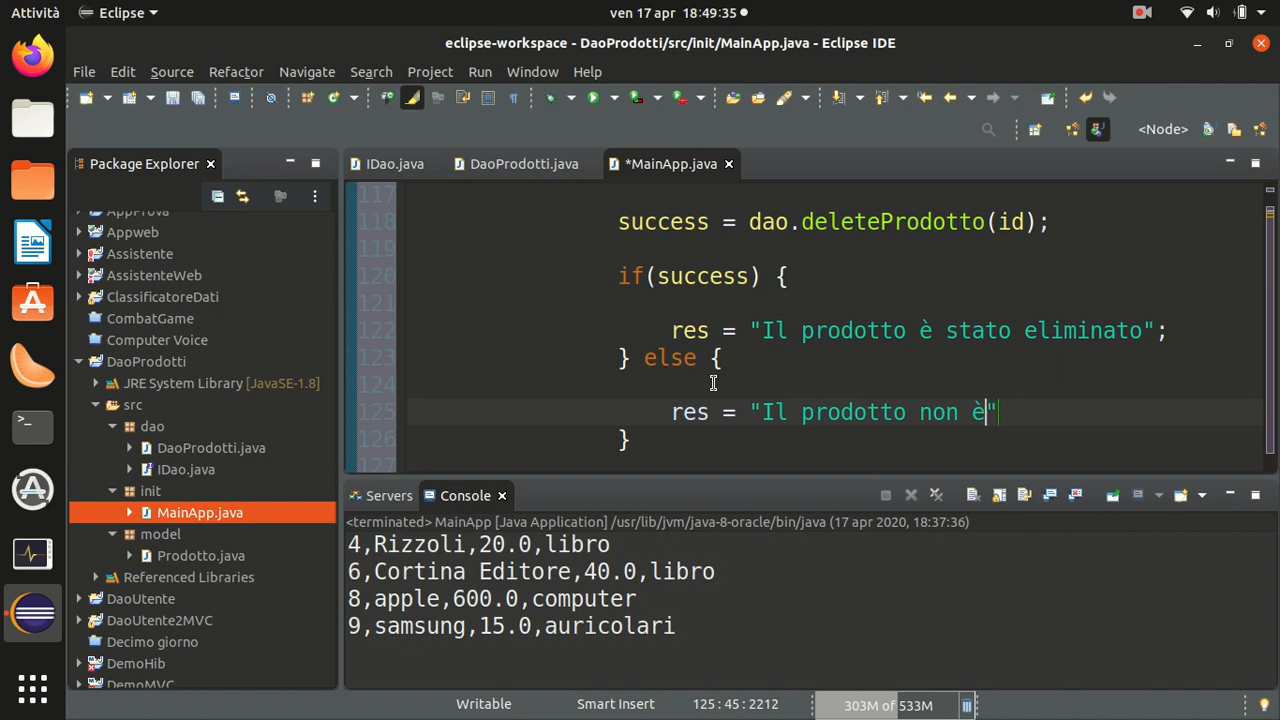 Attività Eclipse ven 17 apr 18:49:35
eclipse-workspace - DaoProdotti/src/init/MainApp.java - Eclipse IDE
File Edit Source Refactor Navigate Search Project Run Window Help
<Node>
Package Explorer
IDao.java DaoProdotti.java *MainApp.java
AppProva
Appweb
Assistente
AssistenteWeb
ClassificatoreDati
CombatGame
Computer Voice
DaoProdotti
JRE System Library [JavaSE-1.8]
src
dao
DaoProdotti.java
IDao.java
init
MainApp.java
model
Prodotto.java
Referenced Libraries
DaoUtente
DaoUtente2MVC
Decimo giorno
DemoHib
DemoMVC
117
118 success = dao.deleteProdotto(id);
119
120 if(success) {
121
122 res = "Il prodotto è stato eliminato";
123 } else {
124
125 res = "Il prodotto non è"
126 }
127
Servers Console
<terminated> MainApp [Java Application] /usr/lib/jvm/java-8-oracle/bin/java (17 apr 2020, 18:37:36)
4,Rizzoli,20.0,libro
6,Cortina Editore,40.0,libro
8,apple,600.0,computer
9,samsung,15.0,auricolari
Writable Smart Insert 125:45:2212 303M of 533M